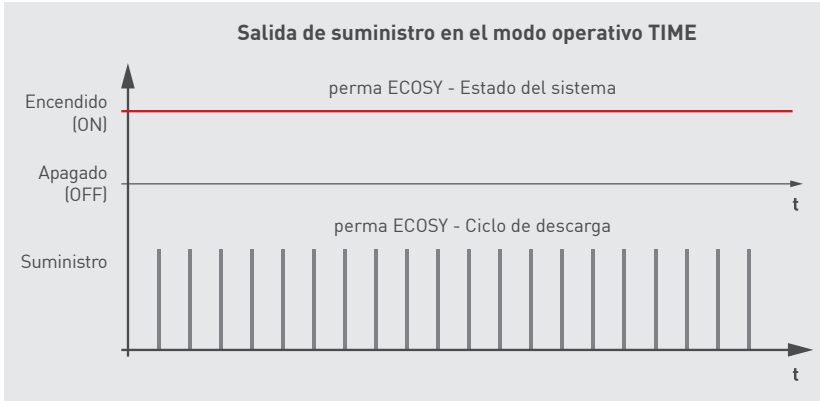 Salida de suministro en el modo operativo TIME
perma ECOSY - Estado del sistema
Encendido
(ON)
Apagado
(OFF)
t
perma ECOSY - Ciclo de descarga
Suministro
t